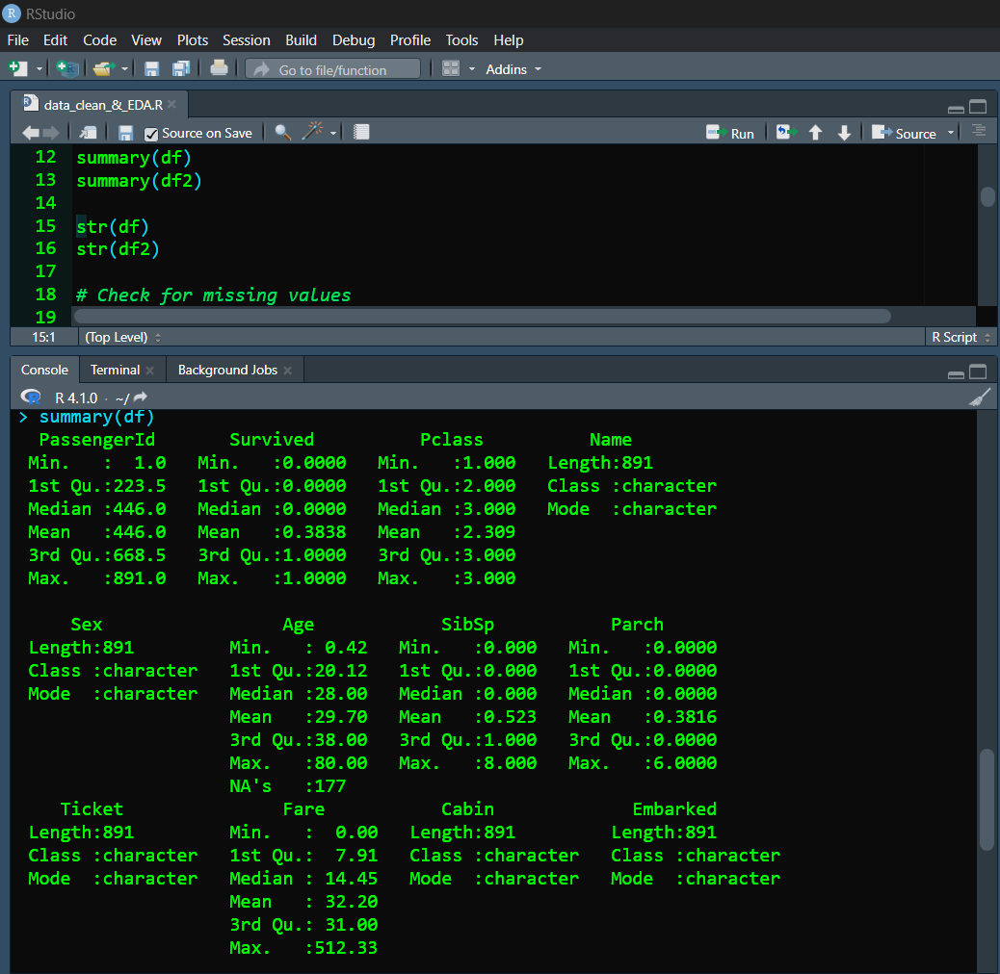 RStudio
File Edit Code View Plots Session Build Debug Profile Tools Help
Go to file/function Addins
data_clean_&_EDA.R
Source on Save Run Source
12 summary(df)
13 summary(df2)
14
15 str(df)
16 str(df2)
17
18 # Check for missing values
19
15:1 (Top Level) R Script
Console Terminal Background Jobs
R 4.1.0 · ~/
> summary(df)
PassengerId Survived Pclass Name
Min.   :  1.0 Min.   :0.0000 Min.   :1.000 Length:891
1st Qu.:223.5 1st Qu.:0.0000 1st Qu.:2.000 Class :character
Median :446.0 Median :0.0000 Median :3.000 Mode  :character
Mean   :446.0 Mean   :0.3838 Mean   :2.309
3rd Qu.:668.5 3rd Qu.:1.0000 3rd Qu.:3.000
Max.   :891.0 Max.   :1.0000 Max.   :3.000
Sex Age SibSp Parch
Length:891 Min.   : 0.42 Min.   :0.000 Min.   :0.0000
Class :character 1st Qu.:20.12 1st Qu.:0.000 1st Qu.:0.0000
Mode  :character Median :28.00 Median :0.000 Median :0.0000
Mean   :29.70 Mean   :0.523 Mean   :0.3816
3rd Qu.:38.00 3rd Qu.:1.000 3rd Qu.:0.0000
Max.   :80.00 Max.   :8.000 Max.   :6.0000
NA's   :177
Ticket Fare Cabin Embarked
Length:891 Min.   :  0.00 Length:891 Length:891
Class :character 1st Qu.:  7.91 Class :character Class :character
Mode  :character Median : 14.45 Mode  :character Mode  :character
Mean   : 32.20
3rd Qu.: 31.00
Max.   :512.33